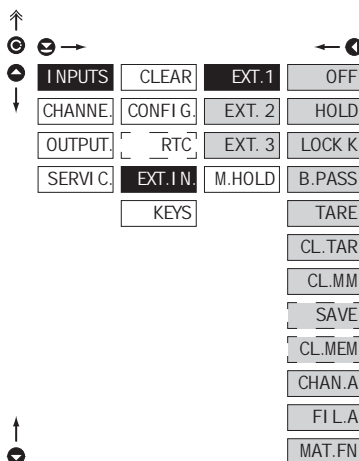 INPUTS CLEAR EXT.1 OFF
CHANNE. CONFIG. EXT. 2 HOLD
OUTPUT. RTC EXT. 3 LOCK K
SERVIC. EXT.IN. M.HOLD B.PASS
KEYS TARE
CL.TAR
CL.MM
SAVE
CL.MEM
CHAN.A
FIL.A
MAT.FN